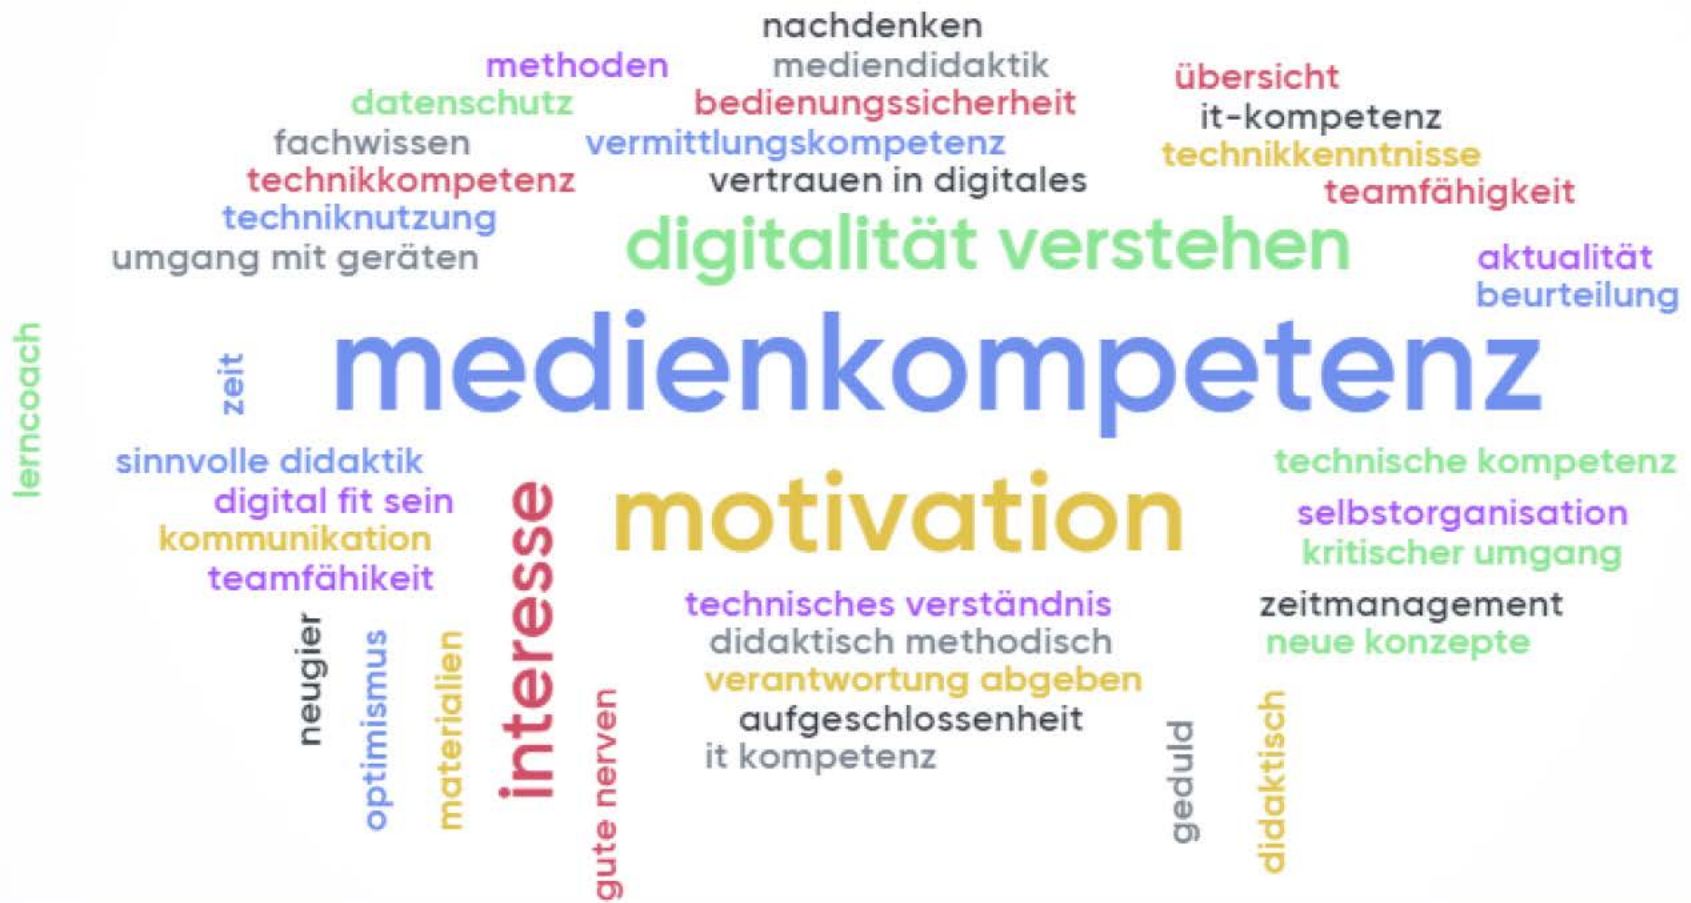 nachdenken
methoden
mediendidaktik
übersicht
datenschutz
bedienungssicherheit
it-kompetenz
fachwissen
vermittlungskompetenz
technikkenntnisse
technikkompetenz
vertrauen in digitales
teamfähigkeit
techniknutzung
digitalität verstehen
umgang mit geräten
aktualität
beurteilung
lerncoach
zeit
medienkompetenz
sinnvolle didaktik
technische kompetenz
digital fit sein
interesse
motivation
selbstorganisation
kommunikation
kritischer umgang
teamfähikeit
technisches verständnis
zeitmanagement
neugier
optimismus
materialien
didaktisch methodisch
neue konzepte
verantwortung abgeben
gute nerven
aufgeschlossenheit
geduld
didaktisch
it kompetenz